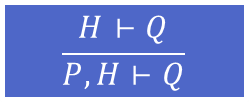 H ⊢ Q
P, H ⊢ Q